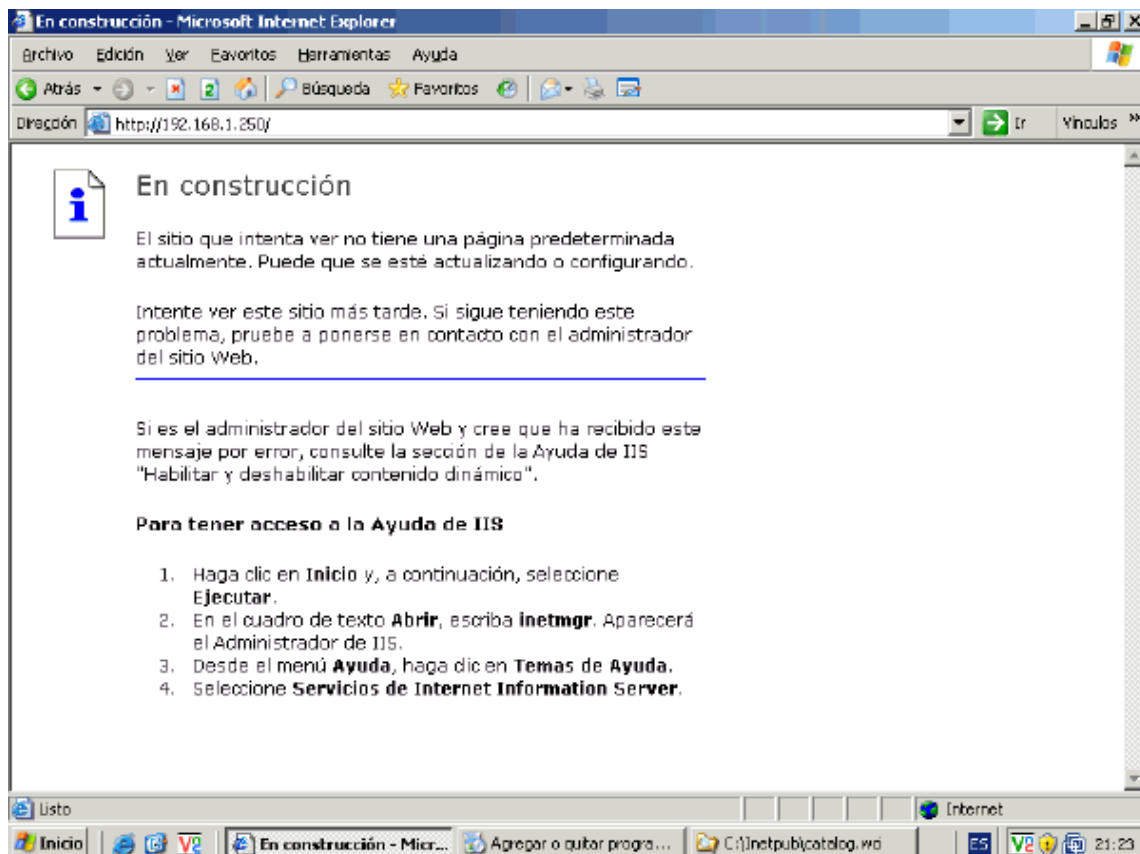 En construcción - Microsoft Internet Explorer
Archivo Edición Ver Favoritos Herramientas Ayuda
Atrás Búsqueda Favoritos
Dirección http://192.168.1.250/ Ir Vínculos »
En construcción
El sitio que intenta ver no tiene una página predeterminada
actualmente. Puede que se esté actualizando o configurando.
Intente ver este sitio más tarde. Si sigue teniendo este
problema, pruebe a ponerse en contacto con el administrador
del sitio Web.
Si es el administrador del sitio Web y cree que ha recibido este
mensaje por error, consulte la sección de la Ayuda de IIS
"Habilitar y deshabilitar contenido dinámico".
Para tener acceso a la Ayuda de IIS
1. Haga clic en Inicio y, a continuación, seleccione
Ejecutar.
2. En el cuadro de texto Abrir, escriba inetmgr. Aparecerá
el Administrador de IIS.
3. Desde el menú Ayuda, haga clic en Temas de Ayuda.
4. Seleccione Servicios de Internet Information Server.
Listo Internet
Inicio V2 En construcción - Micr... Agregar o quitar progra... C:\Inetpub\catalog.wci ES V2 21:23